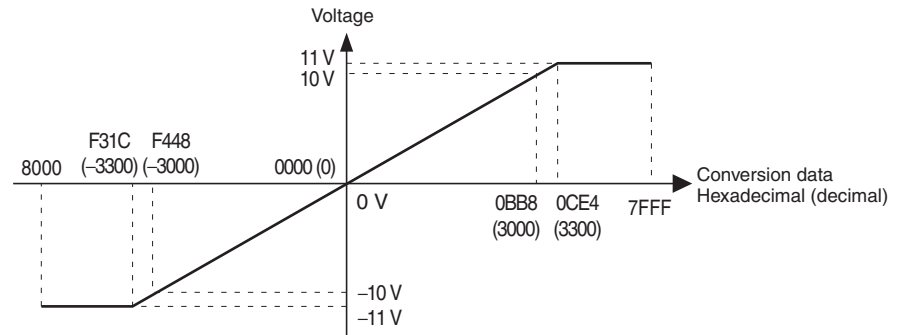 Voltage
11 V
10 V
F31C F448
8000 (–3300) (–3000) 0000 (0)
Conversion data
Hexadecimal (decimal)
0 V
0BB8 0CE4 7FFF
(3000) (3300)
–10 V
–11 V